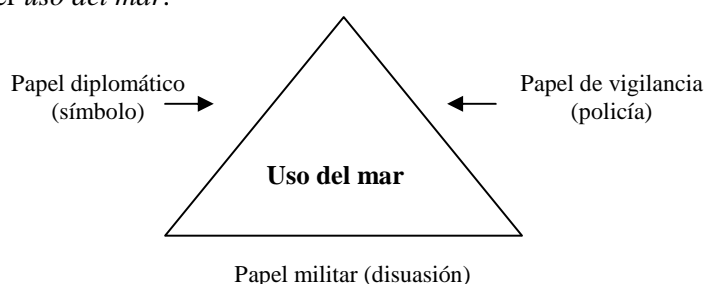 el uso del mar.
Papel diplomático
(símbolo)
Papel de vigilancia
(policía)
Uso del mar
Papel militar (disuasión)